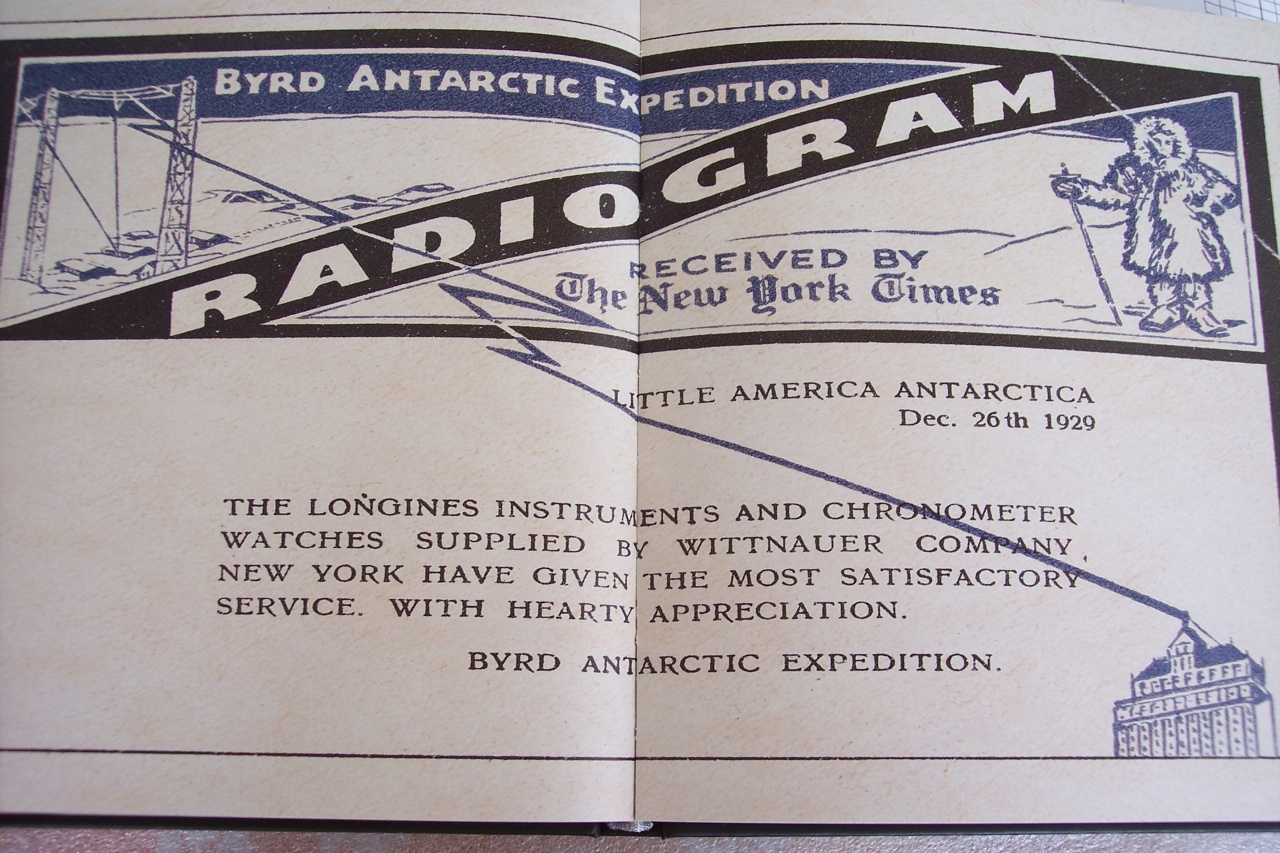 BYRD ANTARCTIC EXPEDITION
RADIOGRAM
RECEIVED BY
The New York Times
LITTLE AMERICA ANTARCTICA
Dec. 26th 1929
THE LONGINES INSTRUMENTS AND CHRONOMETER
WATCHES SUPPLIED BY WITTNAUER COMPANY,
NEW YORK HAVE GIVEN THE MOST SATISFACTORY
SERVICE. WITH HEARTY APPRECIATION.
BYRD ANTARCTIC EXPEDITION.